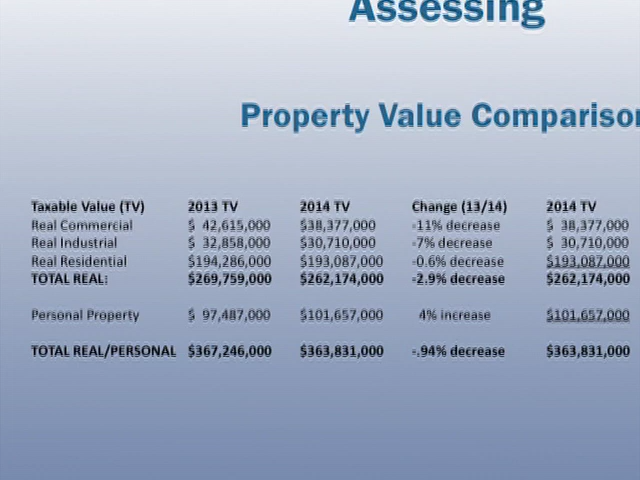 Assessing
Property Value Comparison
Taxable Value (TV) 2013 TV 2014 TV Change (13/14) 2014 TV
Real Commercial $ 42,615,000 $38,377,000 -11% decrease $ 38,377,000
Real Industrial $ 32,858,000 $30,710,000 -7% decrease $ 30,710,000
Real Residential $194,286,000 $193,087,000 -0.6% decrease $193,087,000
TOTAL REAL: $269,759,000 $262,174,000 -2.9% decrease $262,174,000
Personal Property $ 97,487,000 $101,657,000 4% increase $101,657,000
TOTAL REAL/PERSONAL $367,246,000 $363,831,000 -.94% decrease $363,831,000